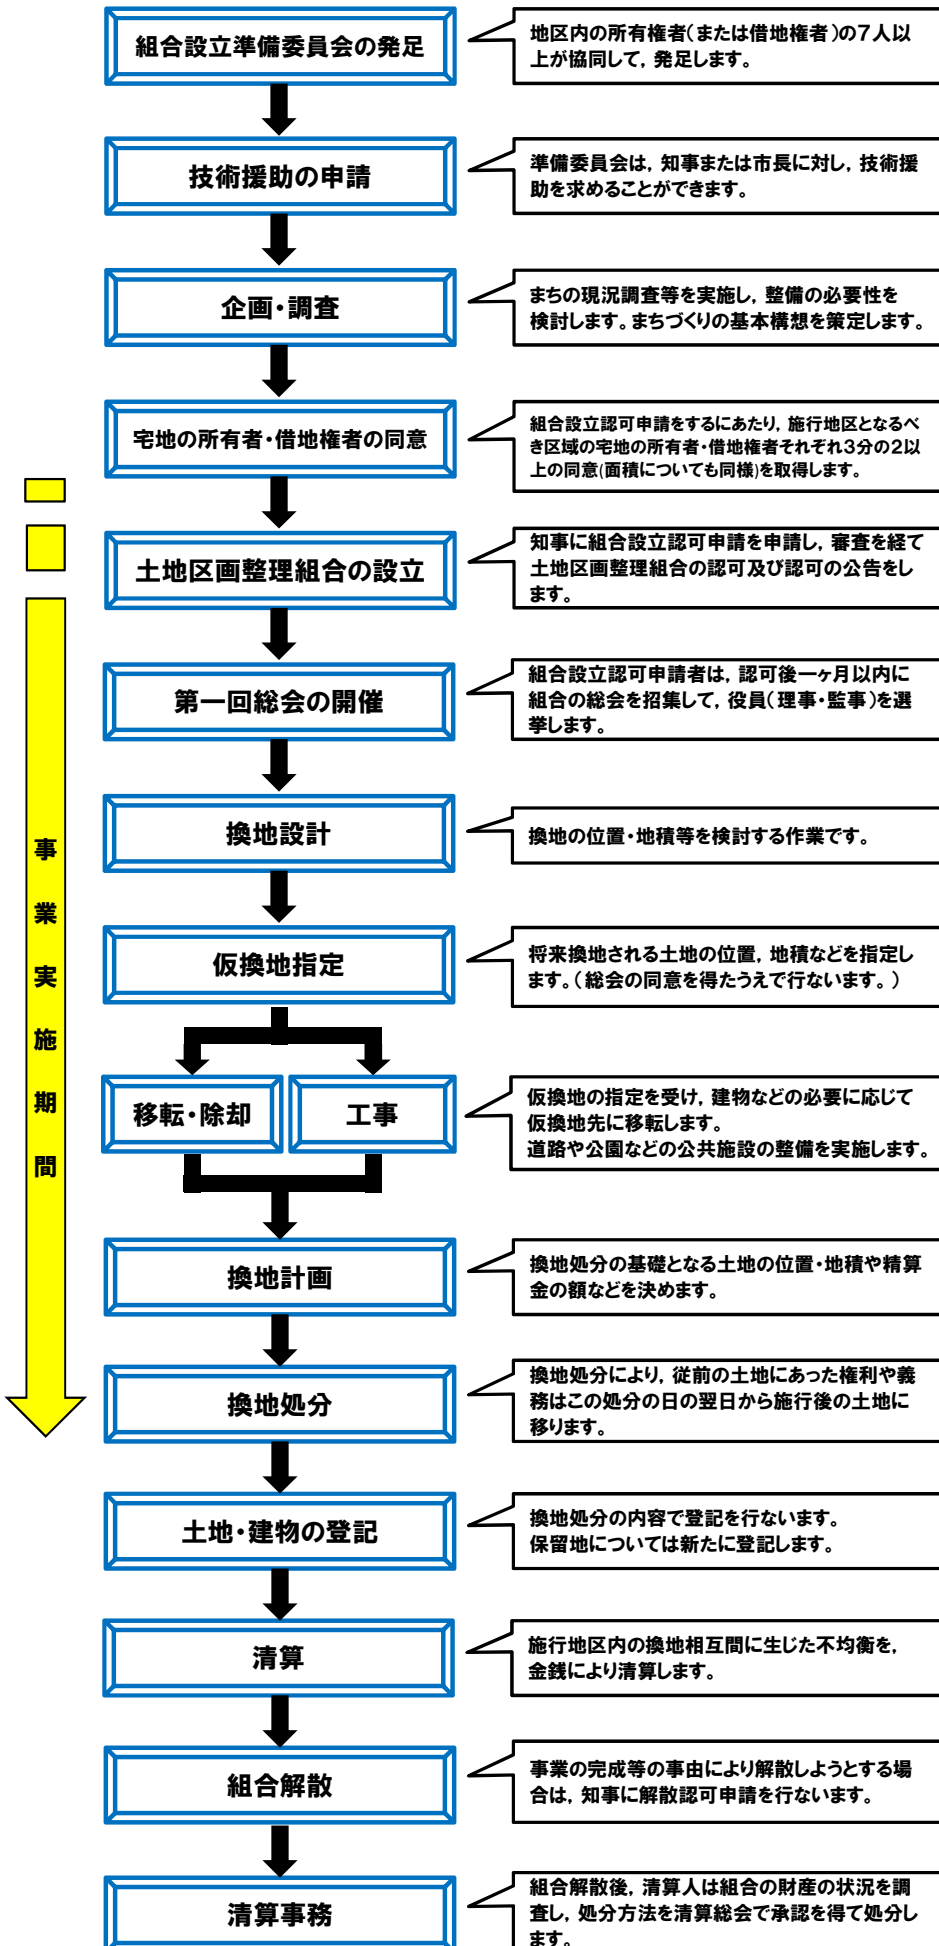 組合設立準備委員会の発足
地区内の所有権者(または借地権者)の7人以
上が協同して，発足します。
技術援助の申請
準備委員会は，知事または市長に対し，技術援
助を求めることができます。
企画・調査
まちの現況調査等を実施し，整備の必要性を
検討します。まちづくりの基本構想を策定します。
宅地の所有者・借地権者の同意
組合設立認可申請をするにあたり，施行地区となるべ
き区域の宅地の所有者・借地権者それぞれ3分の2以
上の同意(面積についても同様)を取得します。
土地区画整理組合の設立
知事に組合設立認可申請を申請し，審査を経て
土地区画整理組合の認可及び認可の公告をし
ます。
第一回総会の開催
組合設立認可申請者は，認可後一ヶ月以内に
組合の総会を招集して，役員(理事・監事)を選
挙します。
換地設計
換地の位置・地積等を検討する作業です。
仮換地指定
将来換地される土地の位置，地積などを指定し
ます。(総会の同意を得たうえで行ないます。)
移転・除却
工事
仮換地の指定を受け，建物などの必要に応じて
仮換地先に移転します。
道路や公園などの公共施設の整備を実施します。
換地計画
換地処分の基礎となる土地の位置・地積や精算
金の額などを決めます。
換地処分
換地処分により，従前の土地にあった権利や義
務はこの処分の日の翌日から施行後の土地に
移ります。
土地・建物の登記
換地処分の内容で登記を行ないます。
保留地については新たに登記します。
清算
施行地区内の換地相互間に生じた不均衡を，
金銭により清算します。
組合解散
事業の完成等の事由により解散しようとする場
合は，知事に解散認可申請を行ないます。
清算事務
組合解散後，清算人は組合の財産の状況を調
査し，処分方法を清算総会で承認を得て処分し
ます。
事業実施期間